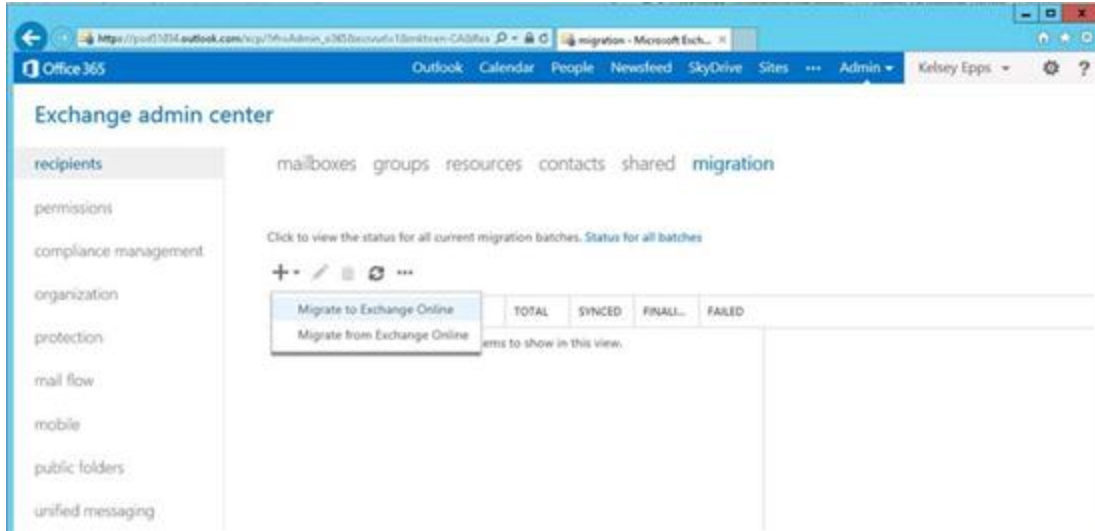 migration - Microsoft Exch...
Office 365 Outlook Calendar People Newsfeed SkyDrive Sites ... Admin Kelsey Epps ?
Exchange admin center
recipients
mailboxes groups resources contacts shared migration
permissions
Click to view the status for all current migration batches. Status for all batches
compliance management
organization
Migrate to Exchange Online TOTAL SYNCED FINALI... FAILED
Migrate from Exchange Online ems to show in this view.
protection
mail flow
mobile
public folders
unified messaging